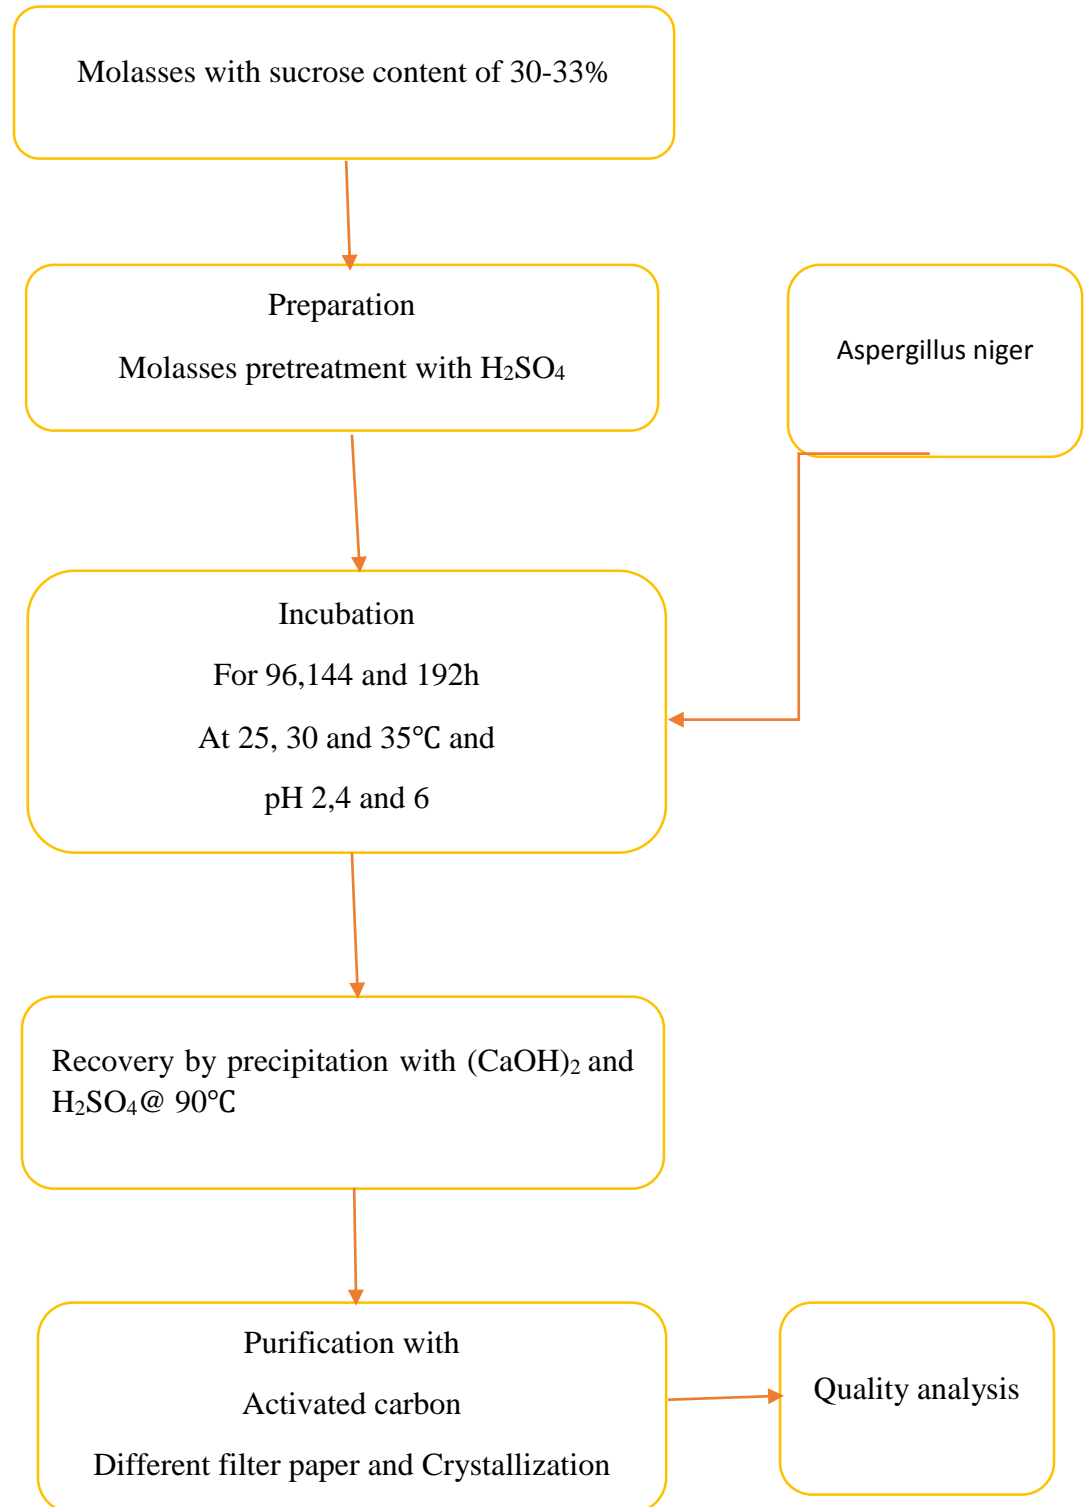 Molasses with sucrose content of 30-33%
Preparation
Molasses pretreatment with H₂SO₄
Aspergillus niger
Incubation
For 96,144 and 192h
At 25, 30 and 35℃ and
pH 2,4 and 6
Recovery by precipitation with (CaOH)₂ and
H₂SO₄@ 90℃
Purification with
Activated carbon
Different filter paper and Crystallization
Quality analysis